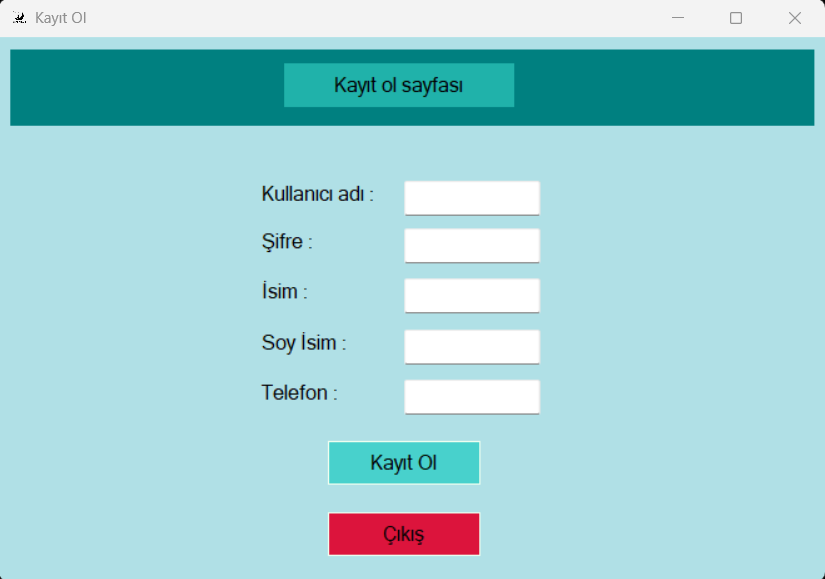 Kayıt Ol
Kayıt ol sayfası
Kullanıcı adı :
Şifre :
İsim :
Soy İsim :
Telefon :
Kayıt Ol
Çıkış